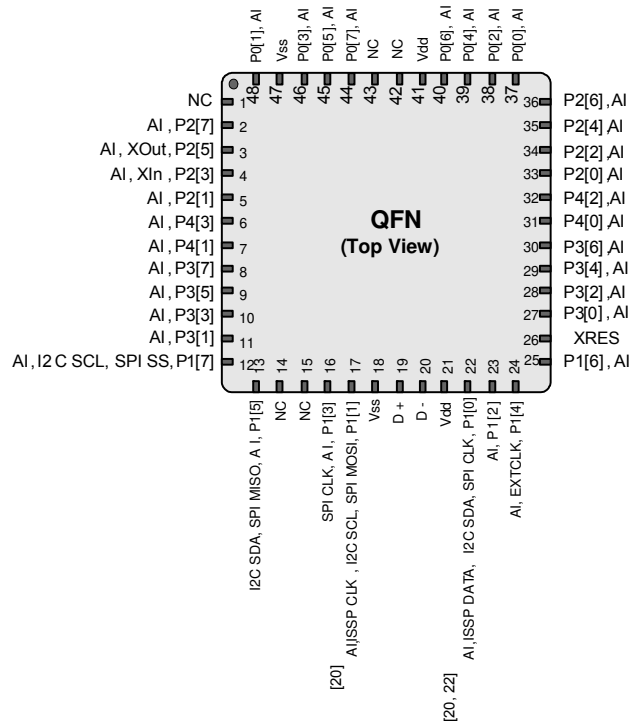 P0[1], AI
Vss
P0[3], AI
P0[5], AI
P0[7], AI
NC
NC
Vdd
P0[6], AI
P0[4], AI
P0[2], AI
P0[0], AI
48
47
46
45
44
43
42
41
40
39
38
37
NC 1
AI, P2[7] 2
AI, XOut, P2[5] 3
AI, XIn, P2[3] 4
AI, P2[1] 5
AI, P4[3] 6
AI, P4[1] 7
AI, P3[7] 8
AI, P3[5] 9
AI, P3[3] 10
AI, P3[1] 11
AI, I2 C SCL, SPI SS, P1[7] 12
QFN
(Top View)
36 P2[6], AI
35 P2[4] AI
34 P2[2] AI
33 P2[0] AI
32 P4[2], AI
31 P4[0], AI
30 P3[6], AI
29 P3[4], AI
28 P3[2], AI
27 P3[0], AI
26 XRES
25 P1[6], AI
13
14
15
16
17
18
19
20
21
22
23
24
I2C SDA, SPI MISO, A I, P1[5]
NC
NC
SPI CLK, A I, P1[3]
AI, ISSP CLK , I2C SCL, SPI MOSI, P1[1]
Vss
D +
D -
Vdd
AI, ISSP DATA, I2C SDA, SPI CLK, P1[0]
AI, P1[2]
AI, EXTCLK, P1[4]
[20]
[20, 22]